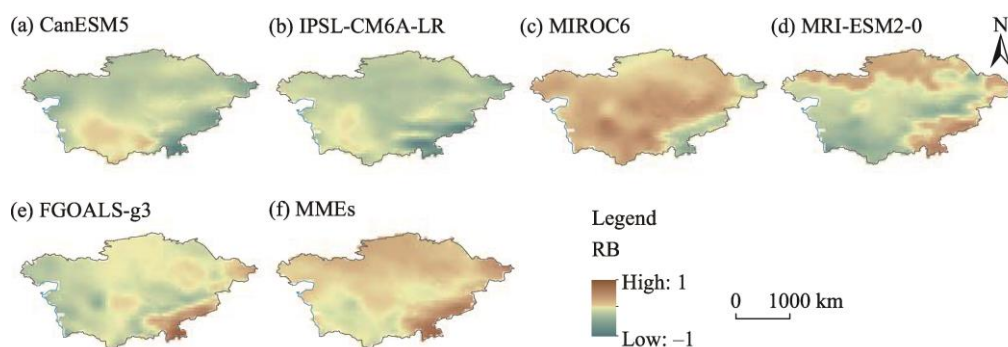 (a) CanESM5
(b) IPSL-CM6A-LR
(c) MIROC6
(d) MRI-ESM2-0
N
(e) FGOALS-g3
(f) MMEs
Legend
RB
High: 1
Low: –1
0 1000 km